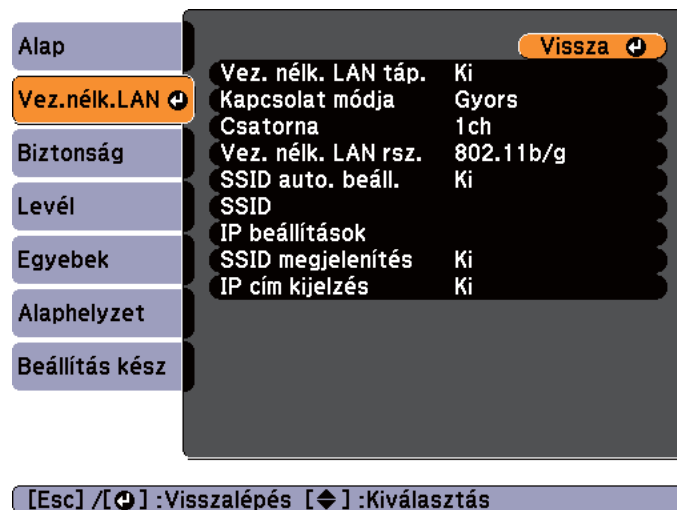 Alap
Vez.nélk.LAN
Biztonság
Levél
Egyebek
Alaphelyzet
Beállítás kész
Vissza
Vez. nélk. LAN táp. Ki
Kapcsolat módja Gyors
Csatorna 1ch
Vez. nélk. LAN rsz. 802.11b/g
SSID auto. beáll. Ki
SSID
IP beállítások
SSID megjelenítés Ki
IP cím kijelzés Ki
[Esc] /[⏎] :Visszalépés [◆] :Kiválasztás